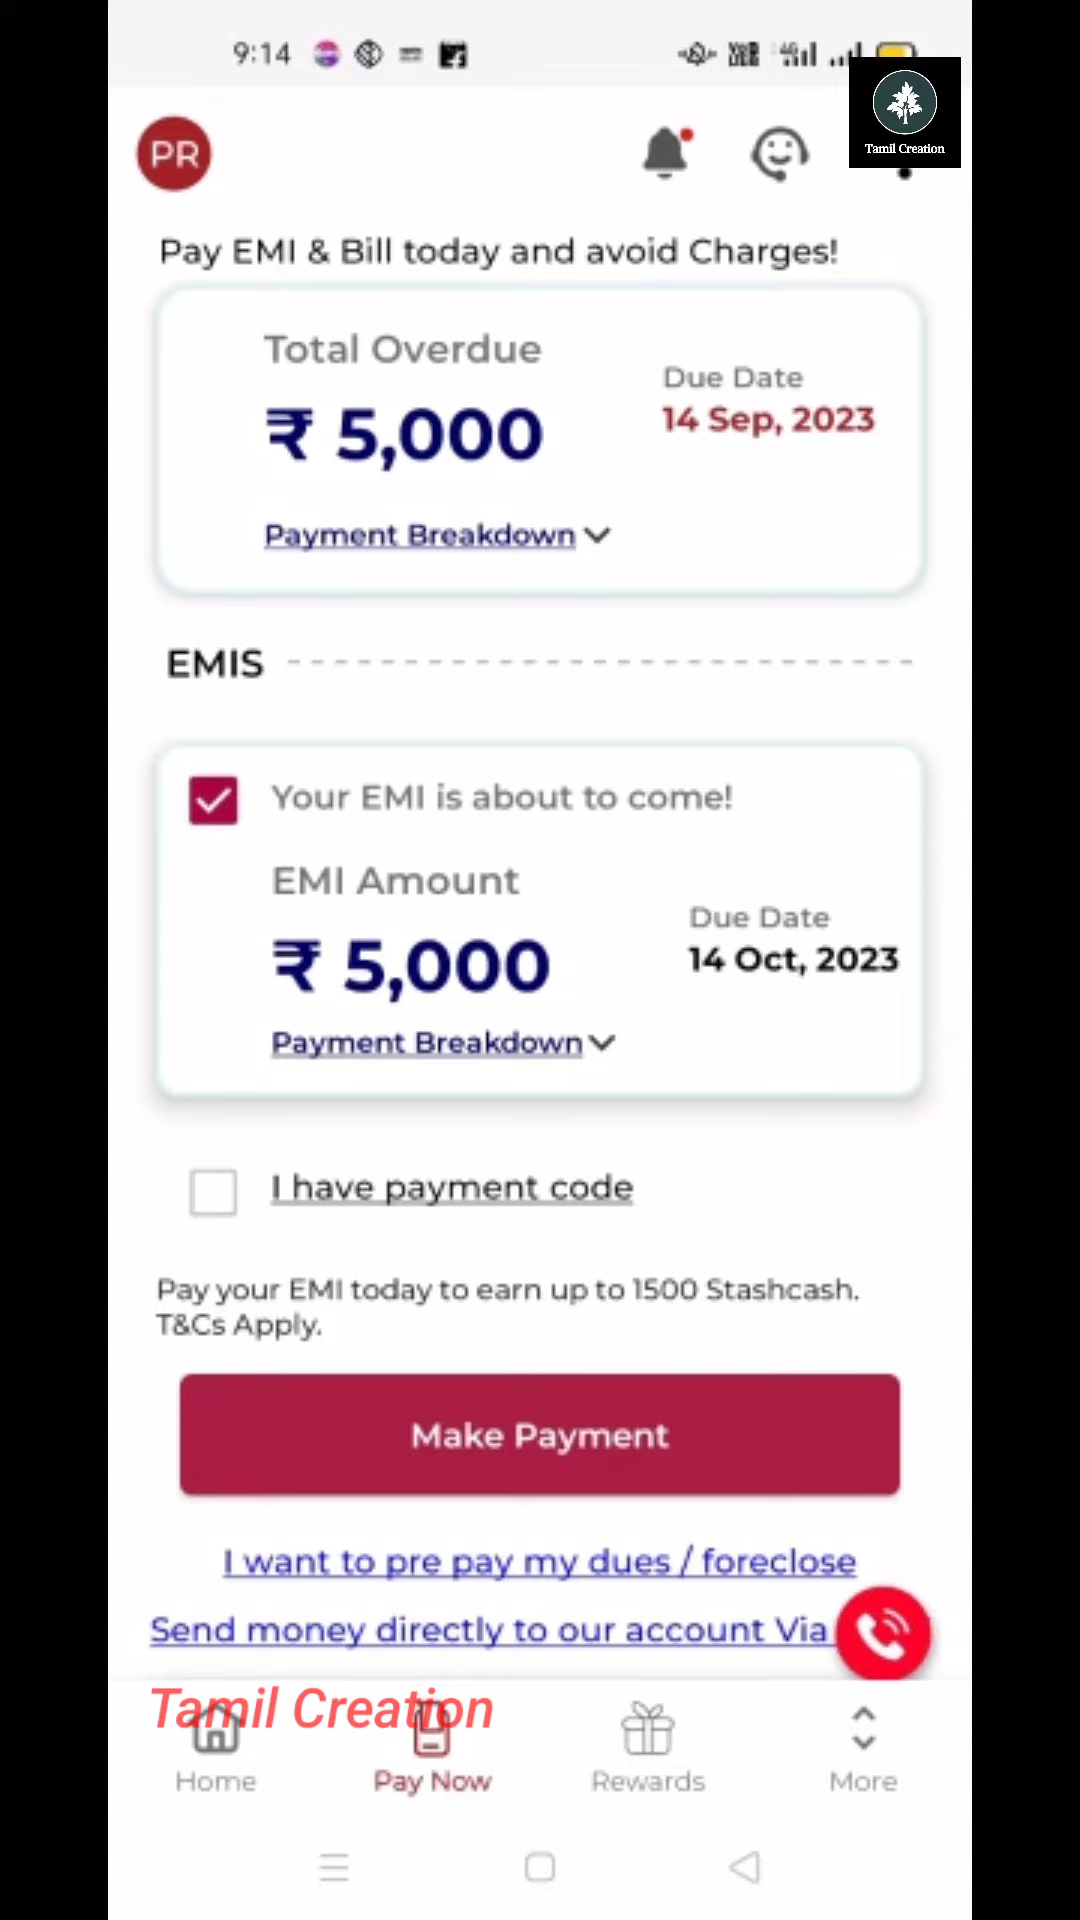 9:14
PR
Tamil Creation
Pay EMI & Bill today and avoid Charges!
Total Overdue
Due Date
₹ 5,000
14 Sep, 2023
Payment Breakdown
EMIS
Your EMI is about to come!
EMI Amount
Due Date
₹ 5,000
14 Oct, 2023
Payment Breakdown
I have payment code
Pay your EMI today to earn up to 1500 Stashcash.
T&Cs Apply.
Make Payment
I want to pre pay my dues / foreclose
Send money directly to our account Via
Tamil Creation
Home
Pay Now
Rewards
More